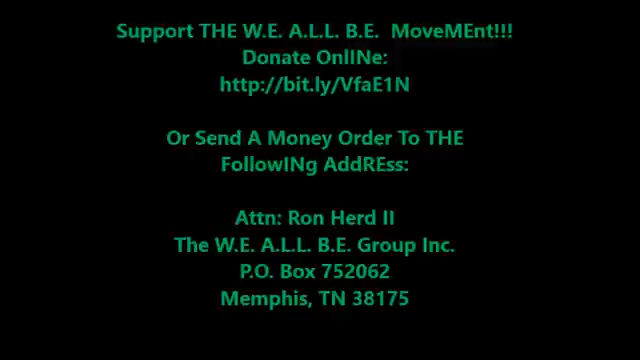 Support THE W.E. A.L.L. B.E. MoveMEnt!!!
Donate OnlINe:
http://bit.ly/VfaE1N
Or Send A Money Order To THE
FollowINg AddREss:
Attn: Ron Herd II
The W.E. A.L.L. B.E. Group Inc.
P.O. Box 752062
Memphis, TN 38175